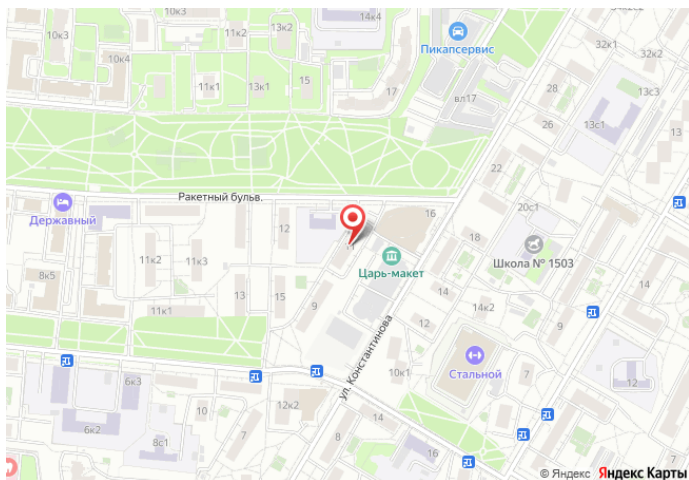 10к3
11к2
13к2
14к4
32к1
10к4
Пикапсервис
32к2
11к1
13к1
15
17
вл17
28
13с3
26
13с1
13
22
Ракетный бульв.
Державный
12
16
20с1
18
Школа № 1503
11к2
11к3
Царь-макет
8к5
13
15
9
14
14к2
11к1
12
9
ул. Константинова
Стальной
10к1
7
12
6к3
7
12к2
10
14
6к2
8с1
7
8
12
16
8
5
© Яндекс Яндекс Карты